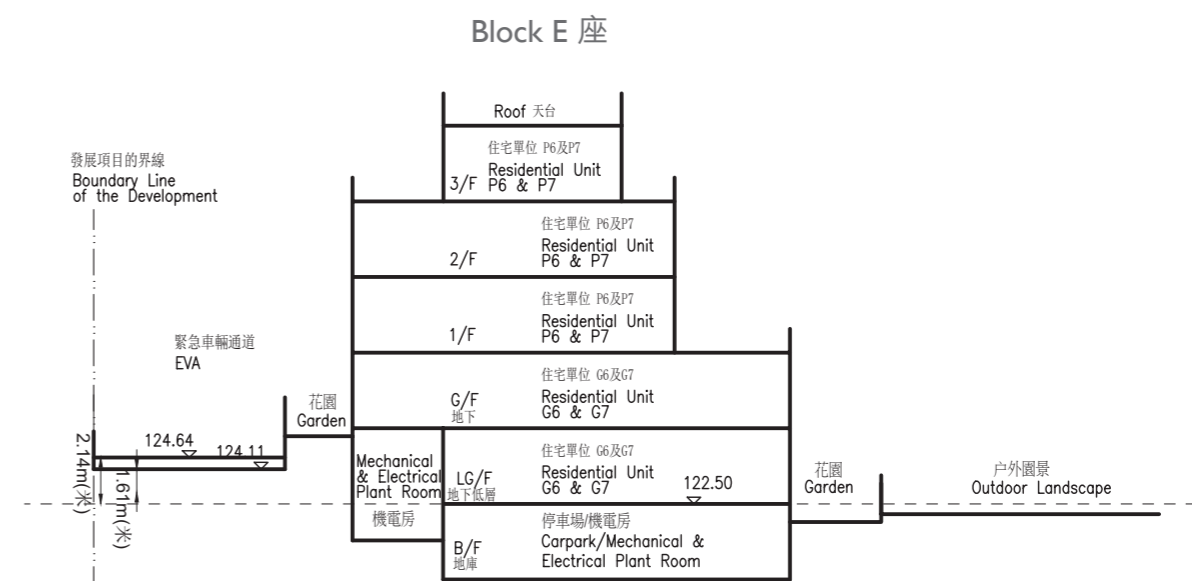 Block E 座
Roof 天台
發展項目的界線
Boundary Line
of the Development
住宅單位 P6及P7
Residential Unit
3/F P6 & P7
住宅單位 P6及P7
Residential Unit
2/F P6 & P7
住宅單位 P6及P7
Residential Unit
1/F P6 & P7
緊急車輛通道
EVA
住宅單位 G6及G7
Residential Unit
G/F G6 & G7
地下
花園
Garden
124.64
124.11
2.14m(米)
1.61m(米)
Mechanical
& Electrical
Plant Room
機電房
住宅單位 G6及G7
Residential Unit
LG/F G6 & G7
地下低層
122.50
花園
Garden
户外園景
Outdoor Landscape
停車場/機電房
Carpark/Mechanical &
Electrical Plant Room
B/F
地庫